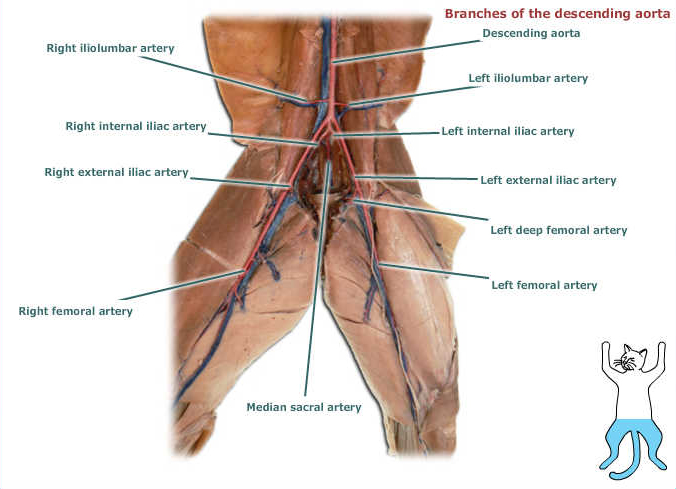 Branches of the descending aorta
Descending aorta
Right iliolumbar artery
Left iliolumbar artery
Right internal iliac artery
Left internal iliac artery
Right external iliac artery
Left external iliac artery
Left deep femoral artery
Left femoral artery
Right femoral artery
Median sacral artery